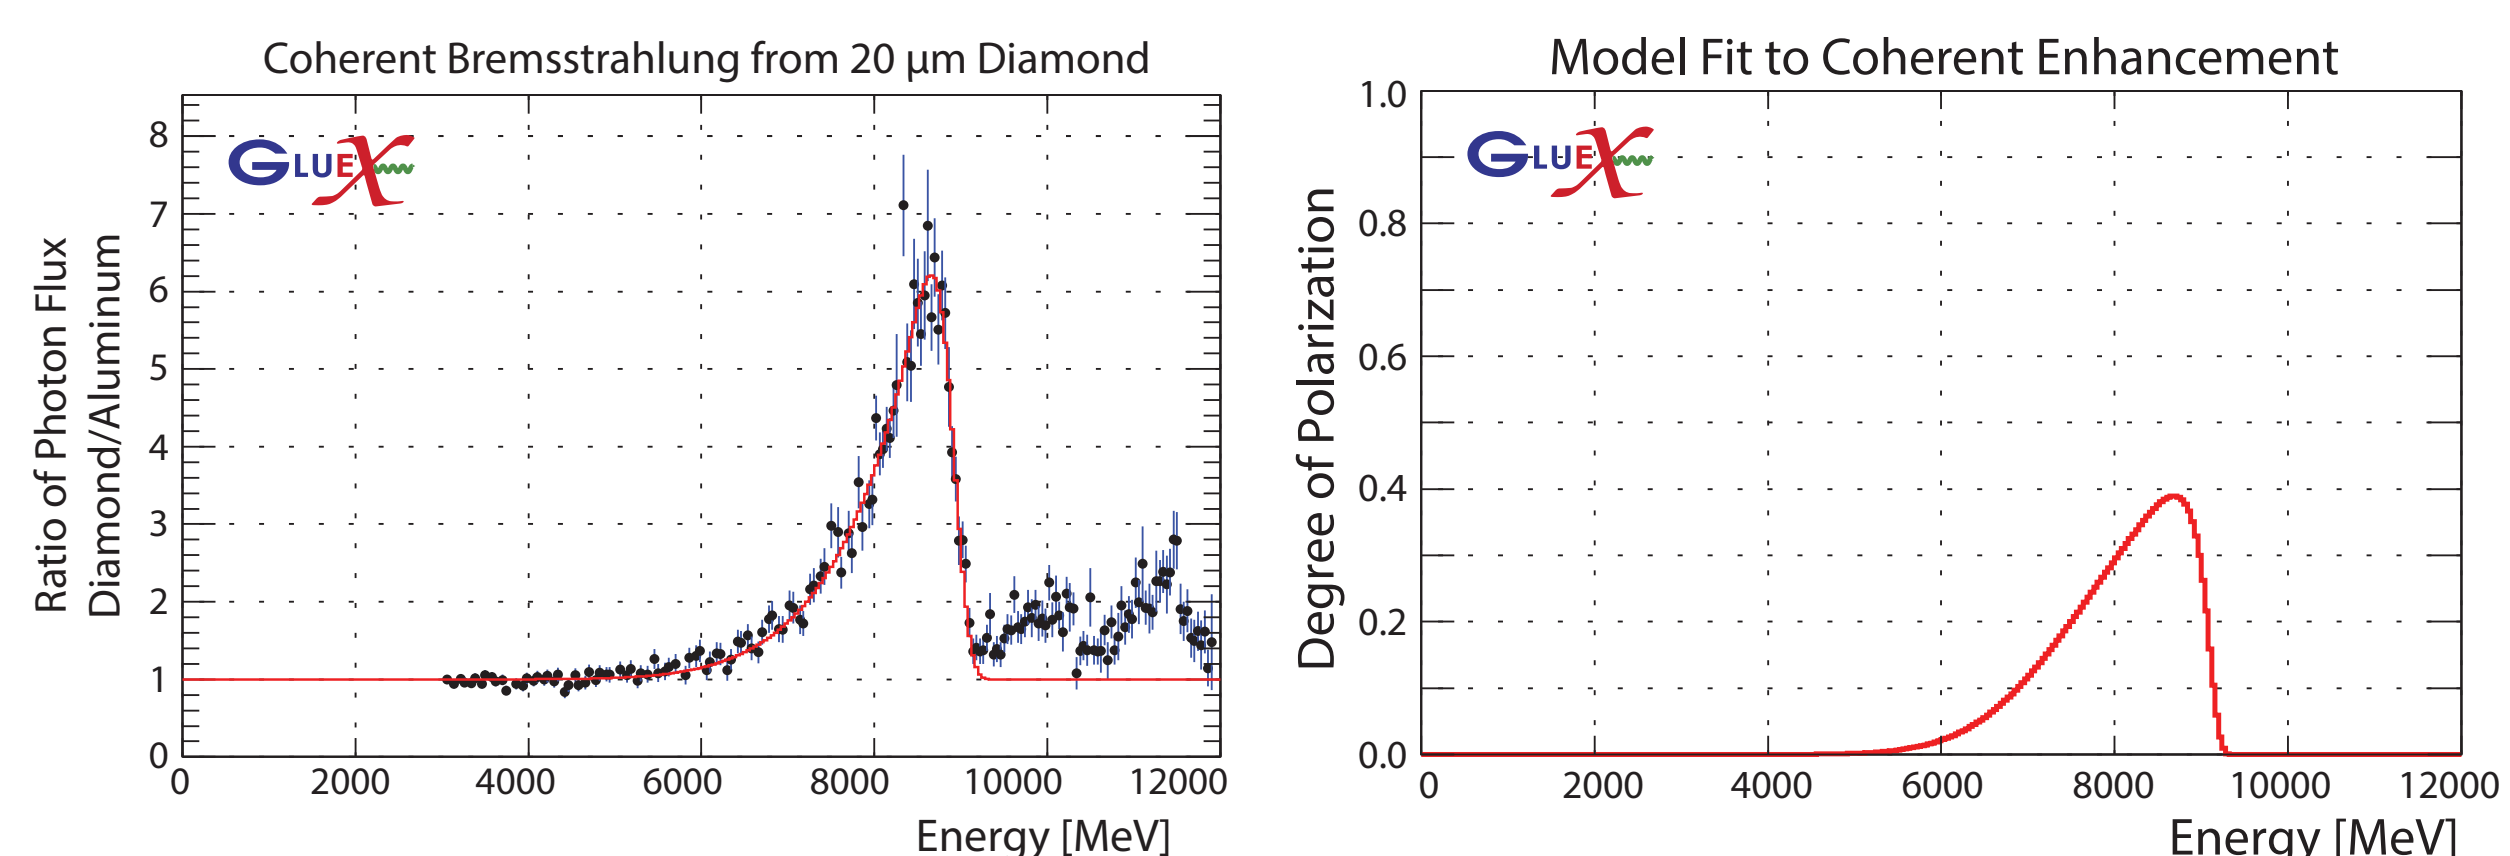 Coherent Bremsstrahlung from 20 μm Diamond
GLUEX
Ratio of Photon Flux
Diamond/Aluminum
8
7
6
5
4
3
2
1
0
0 2000 4000 6000 8000 10000 12000
Energy [MeV]
Model Fit to Coherent Enhancement
GLUEX
Degree of Polarization
1.0
0.8
0.6
0.4
0.2
0.0
0 2000 4000 6000 8000 10000 12000
Energy [MeV]